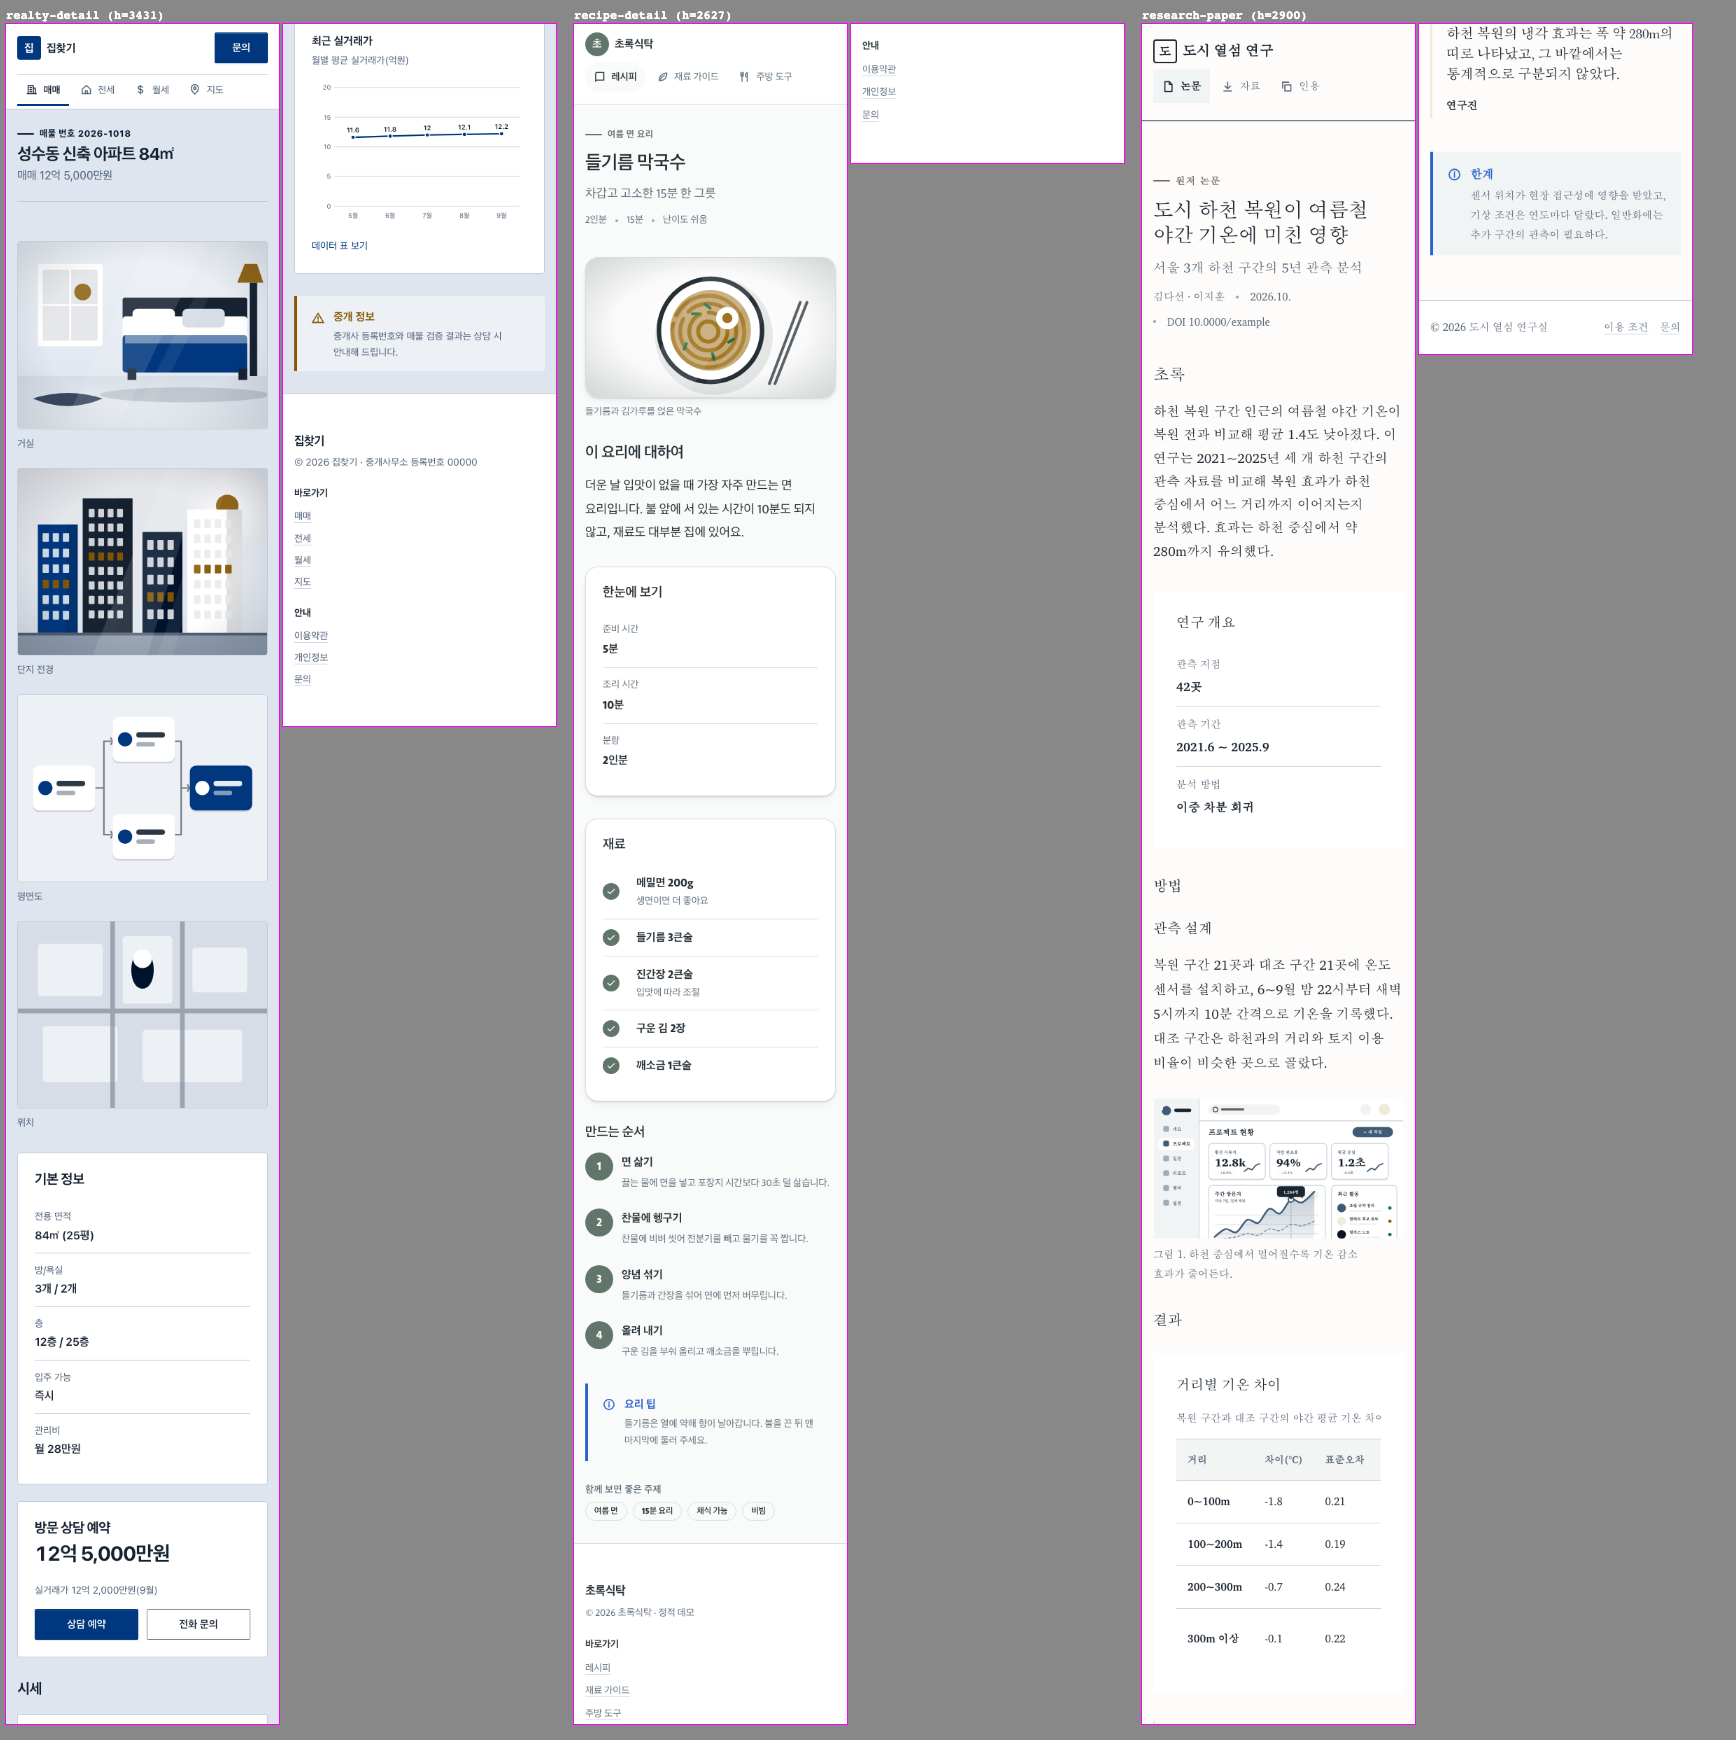 realty-detail (h=3431)
집 집찾기
문의
매매 전세 월세 지도
매물 번호 2026-1018
성수동 신축 아파트 84㎡
매매 12억 5,000만원
거실
단지 전경
평면도
위치
기본 정보
전용 면적
84㎡ (25평)
방/욕실
3개 / 2개
층
12층 / 25층
입주 가능
즉시
관리비
월 28만원
방문 상담 예약
12억 5,000만원
실거래가 12억 2,000만원(9월)
상담 예약 전화 문의
시세
최근 실거래가
월별 평균 실거래가(억원)
20
15
10
5
0
11.6 11.8 12 12.1 12.2
5월 6월 7월 8월 9월
데이터 표 보기
중개 정보
중개사 등록번호와 매물 검증 결과는 상담 시
안내해 드립니다.
집찾기
© 2026 집찾기 · 중개사무소 등록번호 00000
바로가기
매매
전세
월세
지도
안내
이용약관
개인정보
문의
recipe-detail (h=2627)
초 초록식탁
레시피 재료 가이드 주방 도구
여름 면 요리
들기름 막국수
차갑고 고소한 15분 한 그릇
2인분 • 15분 • 난이도 쉬움
들기름과 김가루를 얹은 막국수
이 요리에 대하여
더운 날 입맛이 없을 때 가장 자주 만드는 면
요리입니다. 불 앞에 서 있는 시간이 10분도 되지
않고, 재료도 대부분 집에 있어요.
한눈에 보기
준비 시간
5분
조리 시간
10분
분량
2인분
재료
메밀면 200g
생면이면 더 좋아요
들기름 3큰술
진간장 2큰술
입맛에 따라 조절
구운 김 2장
깨소금 1큰술
만드는 순서
1 면 삶기
끓는 물에 면을 넣고 포장지 시간보다 30초 덜 삶습니다.
2 찬물에 헹구기
찬물에 비벼 씻어 전분기를 빼고 물기를 꼭 짭니다.
3 양념 섞기
들기름과 간장을 섞어 면에 먼저 버무립니다.
4 올려 내기
구운 김을 부숴 올리고 깨소금을 뿌립니다.
요리 팁
들기름은 열에 약해 향이 날아갑니다. 불을 끈 뒤 맨
마지막에 둘러 주세요.
함께 보면 좋은 주제
여름 면 15분 요리 채식 가능 비빔
초록식탁
© 2026 초록식탁 · 정적 데모
바로가기
레시피
재료 가이드
주방 도구
안내
이용약관
개인정보
문의
research-paper (h=2900)
도 도시 열섬 연구
논문 자료 인용
원저 논문
도시 하천 복원이 여름철
야간 기온에 미친 영향
서울 3개 하천 구간의 5년 관측 분석
김다선 · 이지훈 • 2026.10.
• DOI 10.0000/example
초록
하천 복원 구간 인근의 여름철 야간 기온이
복원 전과 비교해 평균 1.4도 낮아졌다. 이
연구는 2021~2025년 세 개 하천 구간의
관측 자료를 비교해 복원 효과가 하천
중심에서 어느 거리까지 이어지는지
분석했다. 효과는 하천 중심에서 약
280m까지 유의했다.
연구 개요
관측 지점
42곳
관측 기간
2021.6 ~ 2025.9
분석 방법
이중 차분 회귀
방법
관측 설계
복원 구간 21곳과 대조 구간 21곳에 온도
센서를 설치하고, 6~9월 밤 22시부터 새벽
5시까지 10분 간격으로 기온을 기록했다.
대조 구간은 하천과의 거리와 토지 이용
비율이 비슷한 곳으로 골랐다.
프로젝트 현황
프로젝트
12.8k 94% 1.2초
그림 1. 하천 중심에서 멀어질수록 기온 감소
효과가 줄어든다.
결과
거리별 기온 차이
복원 구간과 대조 구간의 야간 평균 기온 차이
거리 차이(℃) 표준오차
0~100m -1.8 0.21
100~200m -1.4 0.19
200~300m -0.7 0.24
300m 이상 -0.1 0.22
하천 복원의 냉각 효과는 폭 약 280m의
띠로 나타났고, 그 바깥에서는
통계적으로 구분되지 않았다.
연구진
한계
센서 위치가 현장 접근성에 영향을 받았고,
기상 조건은 연도마다 달랐다. 일반화에는
추가 구간의 관측이 필요하다.
© 2026 도시 열섬 연구실
이용 조건 문의